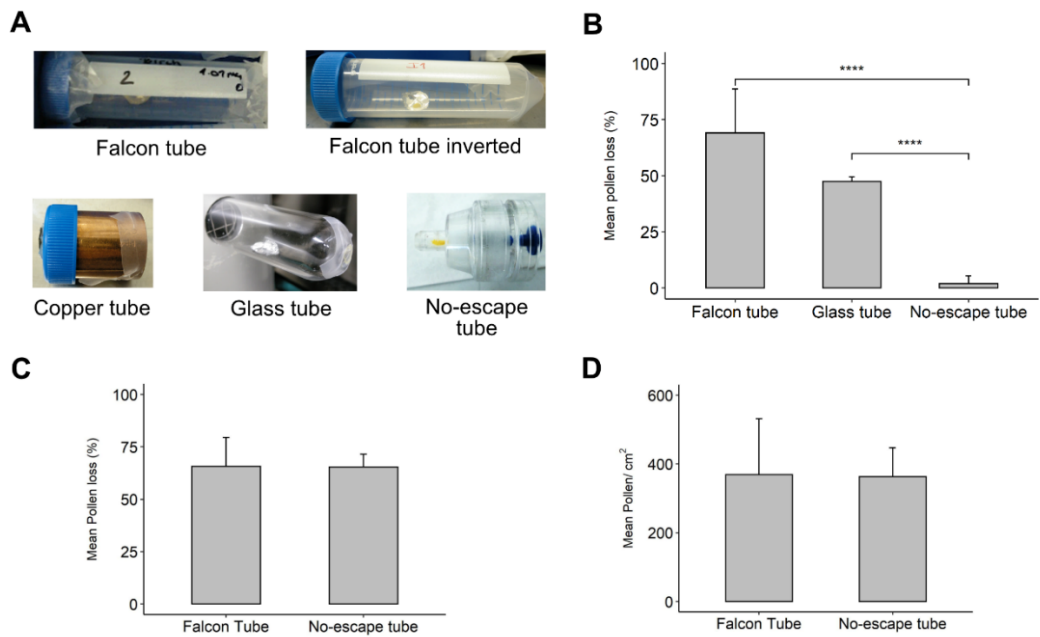 A
2
4.07mg
Falcon tube
Falcon tube inverted
Copper tube
Glass tube
No-escape
tube
B
Mean pollen loss (%)
100
75
50
25
0
****
****
Falcon tube
Glass tube
No-escape tube
C
Mean Pollen loss (%)
100
75
50
25
0
Falcon Tube
No-escape tube
D
Mean Pollen/ cm²
600
400
200
0
Falcon Tube
No-escape tube